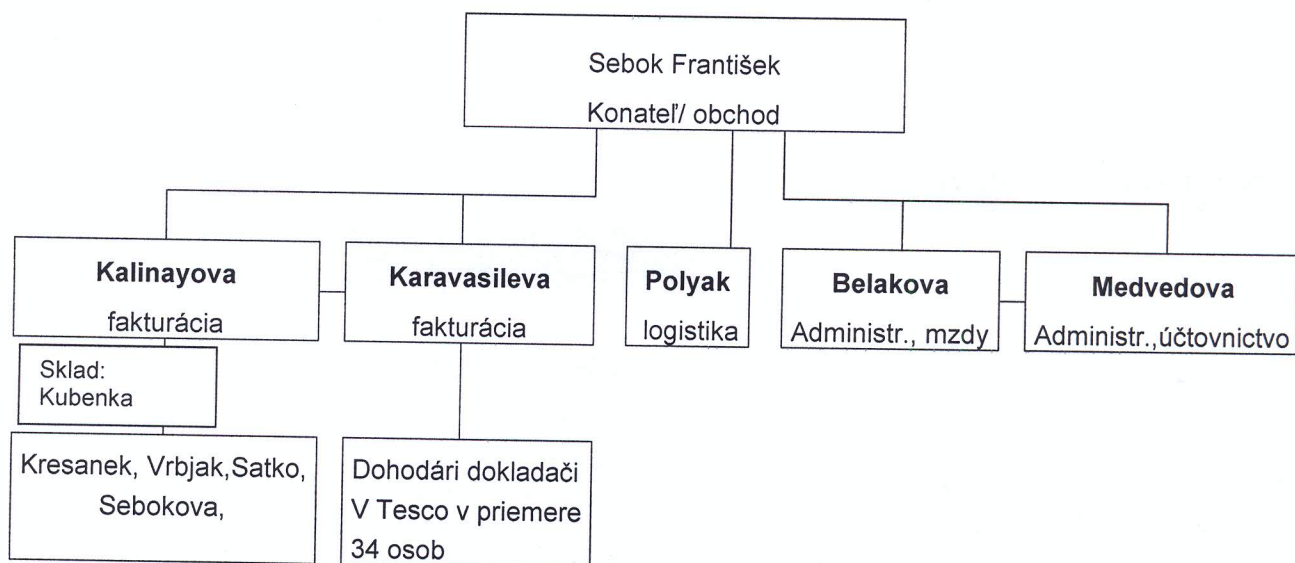 Sebok František
Konateľ/ obchod
Kalinayova
fakturácia
Karavasileva
fakturácia
Polyak
logistika
Belakova
Administr., mzdy
Medvedova
Administr.,účtovnictvo
Sklad:
Kubenka
Kresanek, Vrbjak,Satko,
Sebokova,
Dohodári dokladači
V Tesco v priemere
34 osob